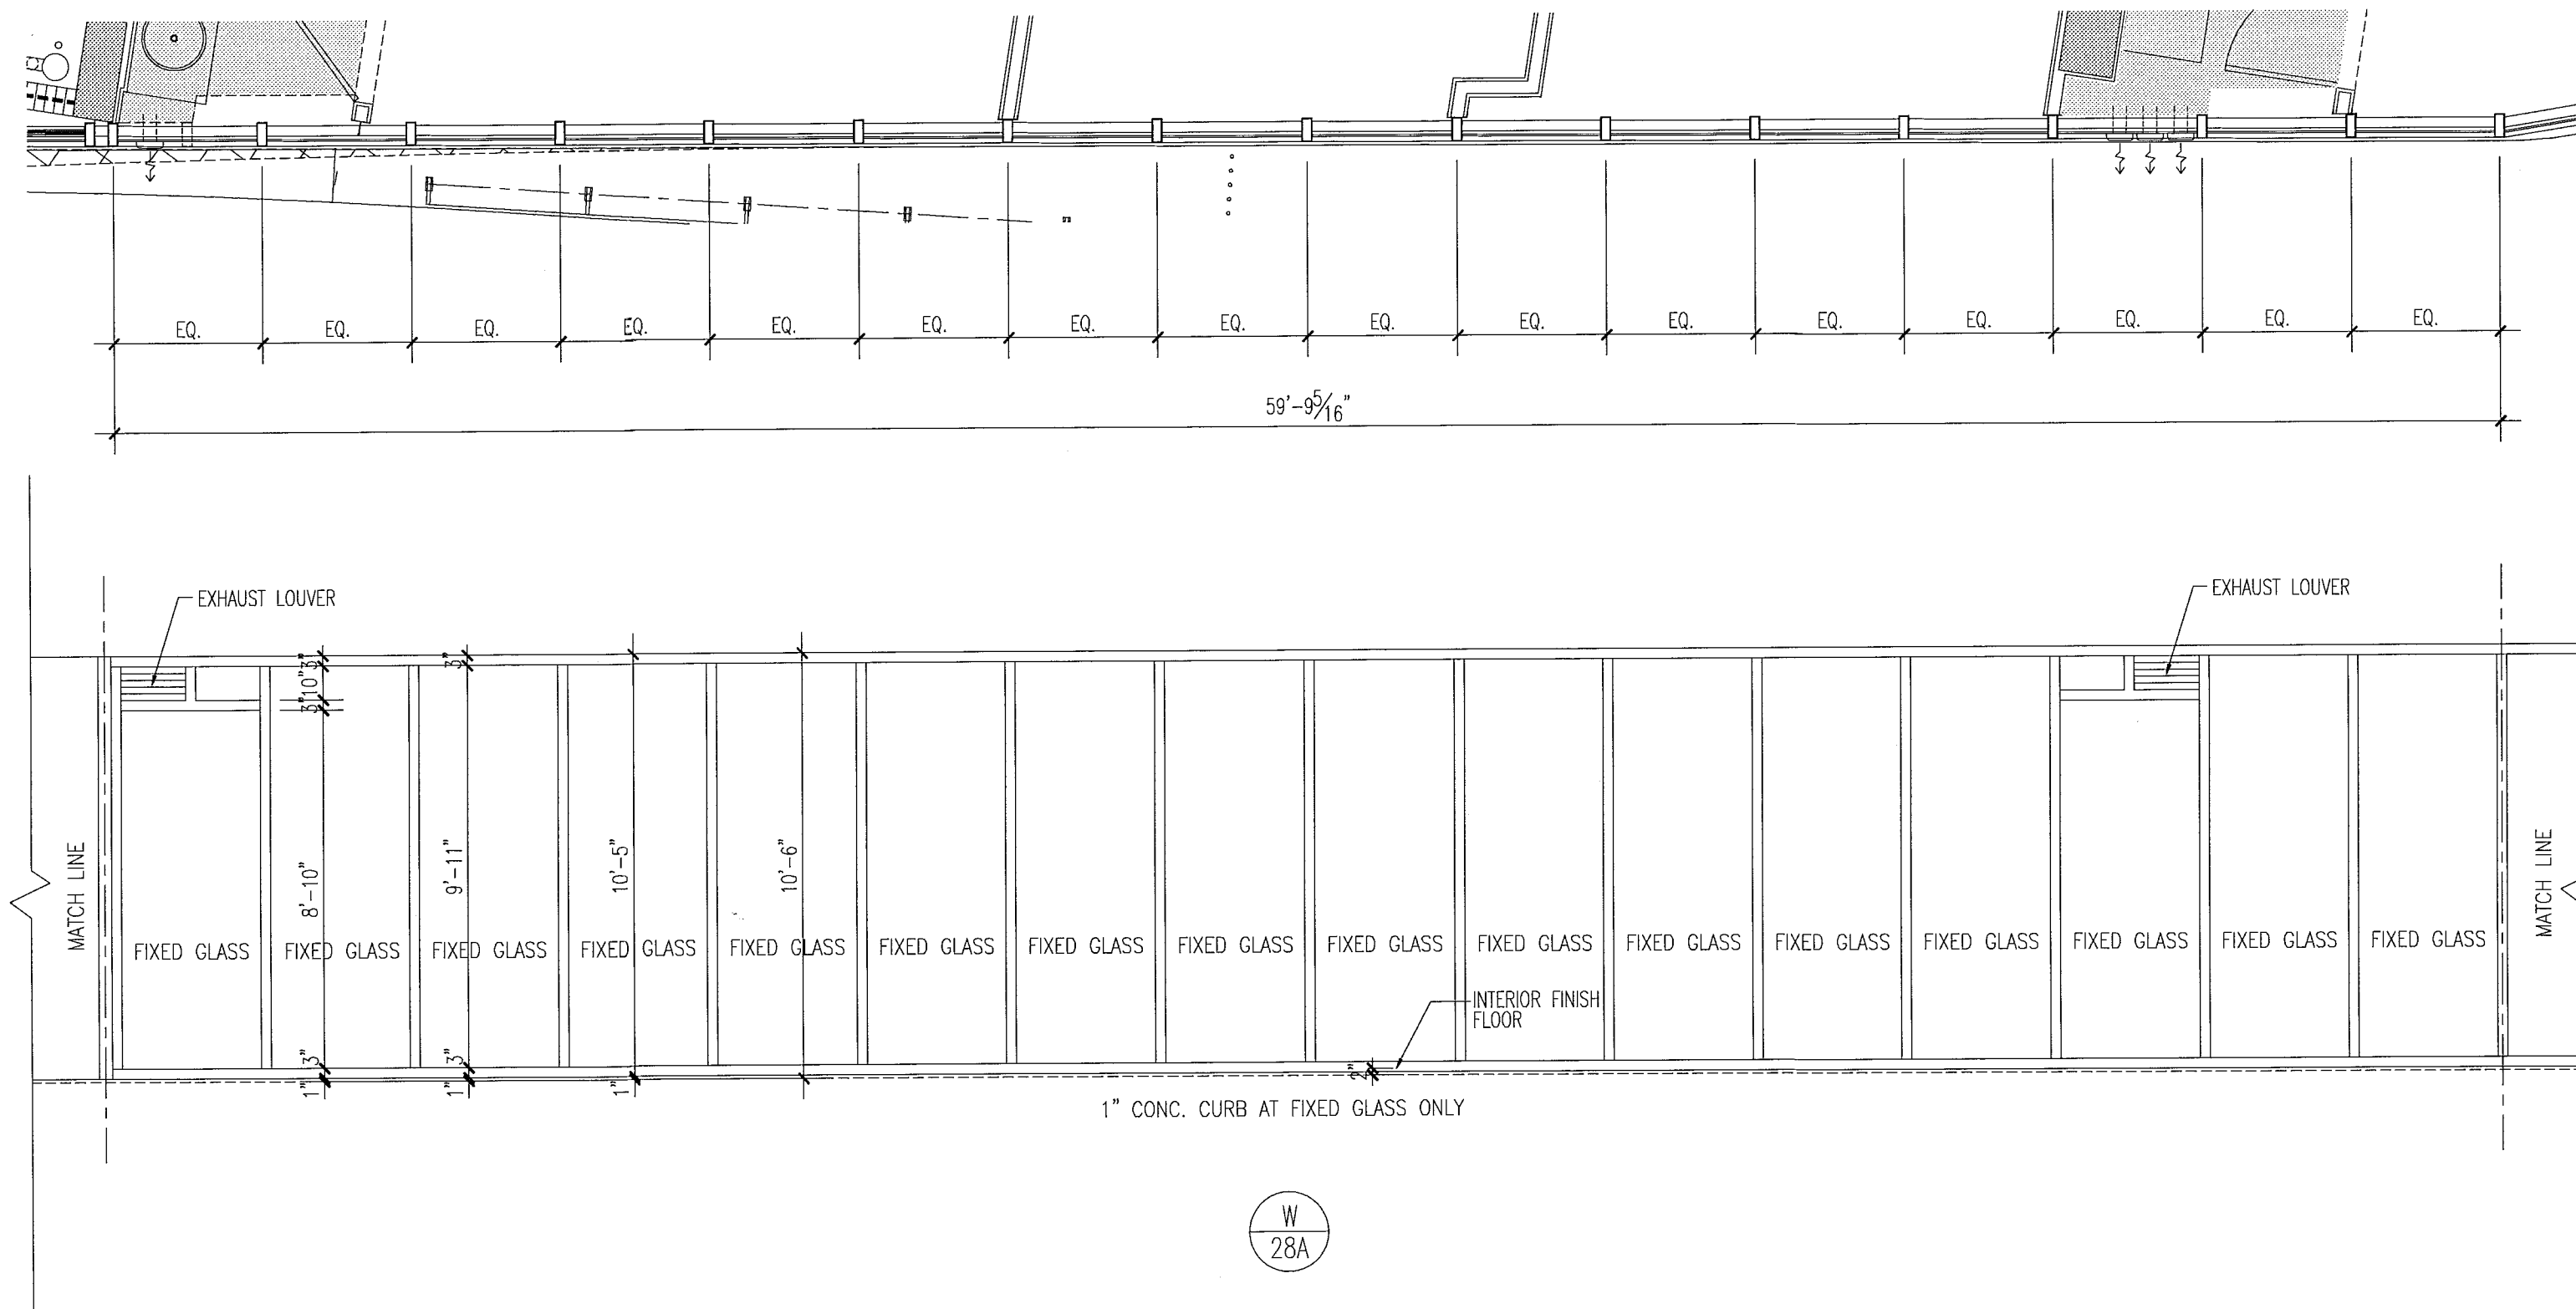 EQ. EQ. EQ. EQ. EQ. EQ. EQ. EQ. EQ. EQ. EQ. EQ. EQ. EQ. EQ. EQ.
59'-9 5/16"
EXHAUST LOUVER
EXHAUST LOUVER
3"
3"
10"
3"
MATCH LINE
8'-10"
9'-11"
10'-5"
10'-6"
MATCH LINE
FIXED GLASS FIXED GLASS FIXED GLASS FIXED GLASS FIXED GLASS FIXED GLASS FIXED GLASS FIXED GLASS FIXED GLASS FIXED GLASS FIXED GLASS FIXED GLASS FIXED GLASS FIXED GLASS FIXED GLASS FIXED GLASS
INTERIOR FINISH
FLOOR
3"
3"
2"
1"
1"
1"
1" CONC. CURB AT FIXED GLASS ONLY
W
28A